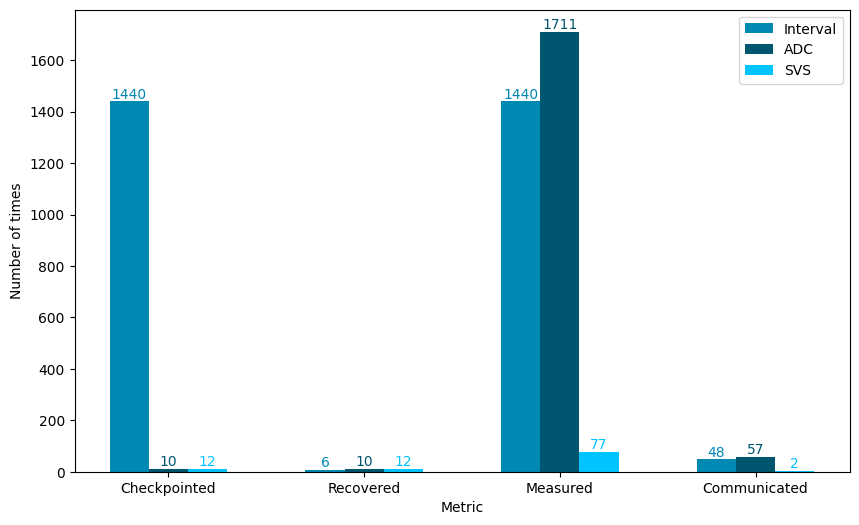 1711
1440
1440
10
12
6
10
12
77
48
57
2
0
200
400
600
800
1000
1200
1400
1600
Number of times
Checkpointed
Recovered
Measured
Communicated
Metric
Interval
ADC
SVS